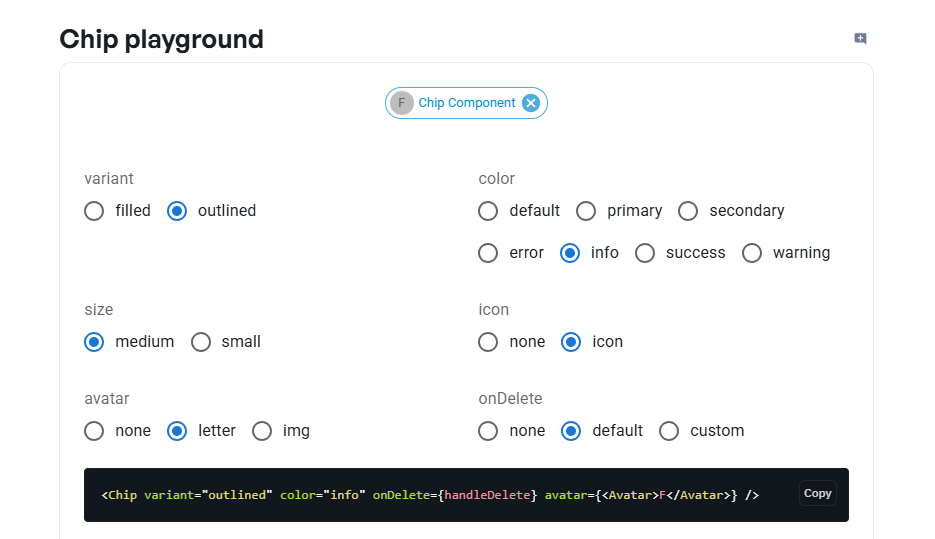 Chip playground
F Chip Component
variant
filled outlined
color
default primary secondary
error info success warning
size
medium small
icon
none icon
avatar
none letter img
onDelete
none default custom
<Chip variant="outlined" color="info" onDelete={handleDelete} avatar={<Avatar>F</Avatar>} />
Copy